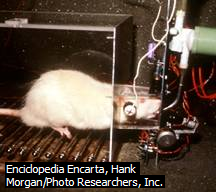 Enciclopedia Encarta, Hank
Morgan/Photo Researchers, Inc.